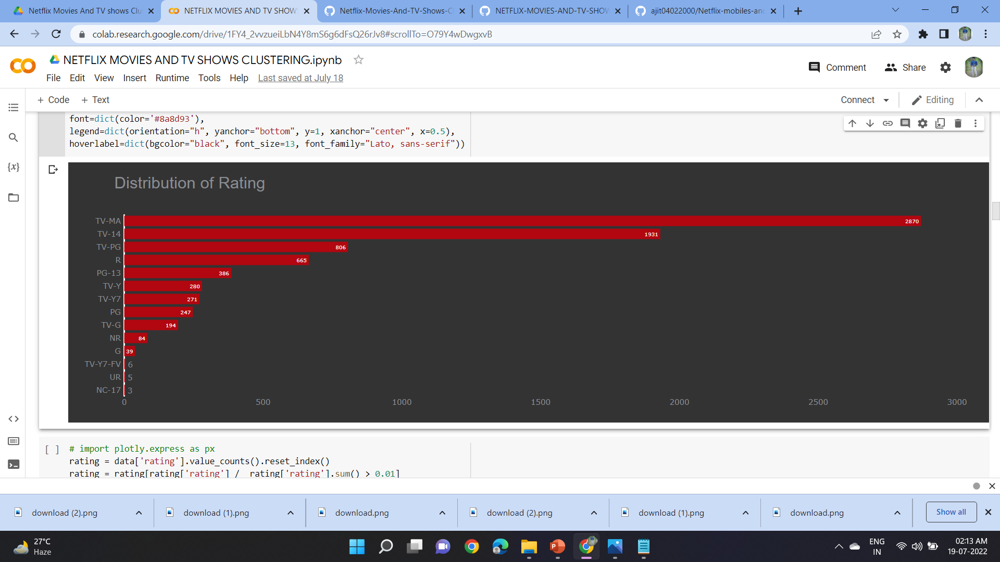 Netflix Movies And TV shows Clu
NETFLIX MOVIES AND TV SHOW
Netflix-Movies-And-TV-Shows-C
NETFLIX-MOVIES-AND-TV-SHOW
ajit04022000/Netflix-mobiles-and
colab.research.google.com/drive/1FY4_2vvzueiLbN4Y8mS6g6dFsQ26rJv8#scrollTo=O79Y4wDwgxvB
NETFLIX MOVIES AND TV SHOWS CLUSTERING.ipynb
Comment
Share
File Edit View Insert Runtime Tools Help Last saved at July 18
+ Code + Text
Connect
Editing
font=dict(color='#8a8d93'),
legend=dict(orientation="h", yanchor="bottom", y=1, xanchor="center", x=0.5),
hoverlabel=dict(bgcolor="black", font_size=13, font_family="Lato, sans-serif"))
{x}
Distribution of Rating
TV-MA 2870
TV-14 1931
TV-PG 806
R 665
PG-13 386
TV-Y 280
TV-Y7 271
PG 247
TV-G 194
NR 84
G 39
TV-Y7-FV 6
UR 5
NC-17 3
0 500 1000 1500 2000 2500 3000
[ ] # import plotly.express as px
rating = data['rating'].value_counts().reset_index()
rating = rating[rating['rating'] / rating['rating'].sum() > 0.01]
download (2).png
download (1).png
download.png
download (2).png
download (1).png
download.png
Show all
27°C
Haze
ENG
IN
02:13 AM
19-07-2022